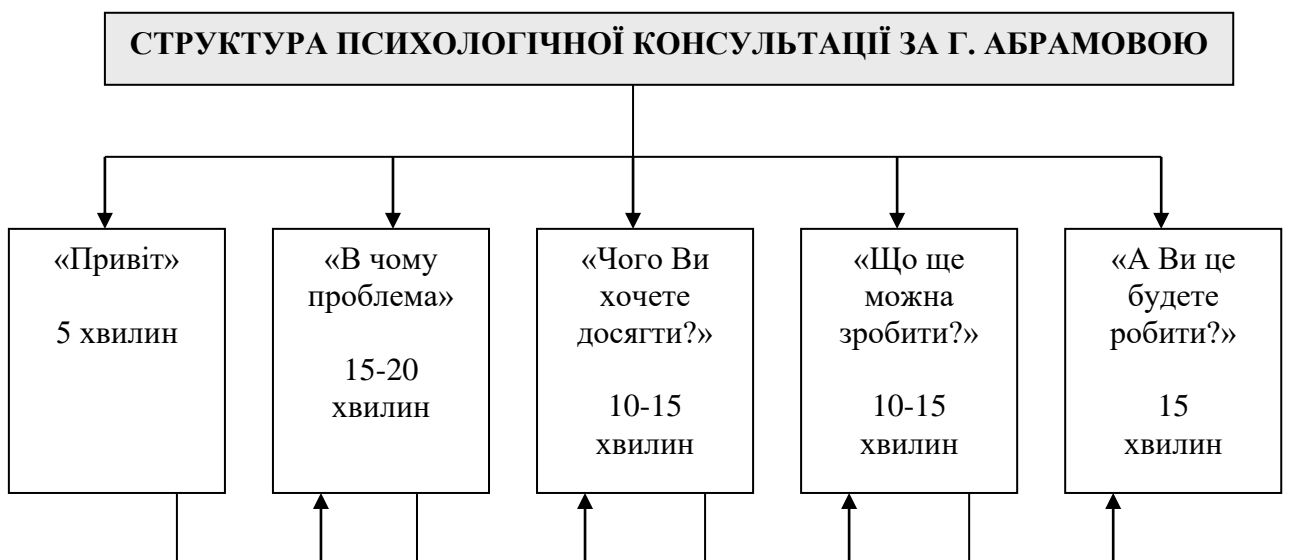 СТРУКТУРА ПСИХОЛОГІЧНОЇ КОНСУЛЬТАЦІЇ ЗА Г. АБРАМОВОЮ
«Привіт»
5 хвилин
«В чому
проблема»
15-20
хвилин
«Чого Ви
хочете
досягти?»
10-15
хвилин
«Що ще
можна
зробити?»
10-15
хвилин
«А Ви це
будете
робити?»
15
хвилин